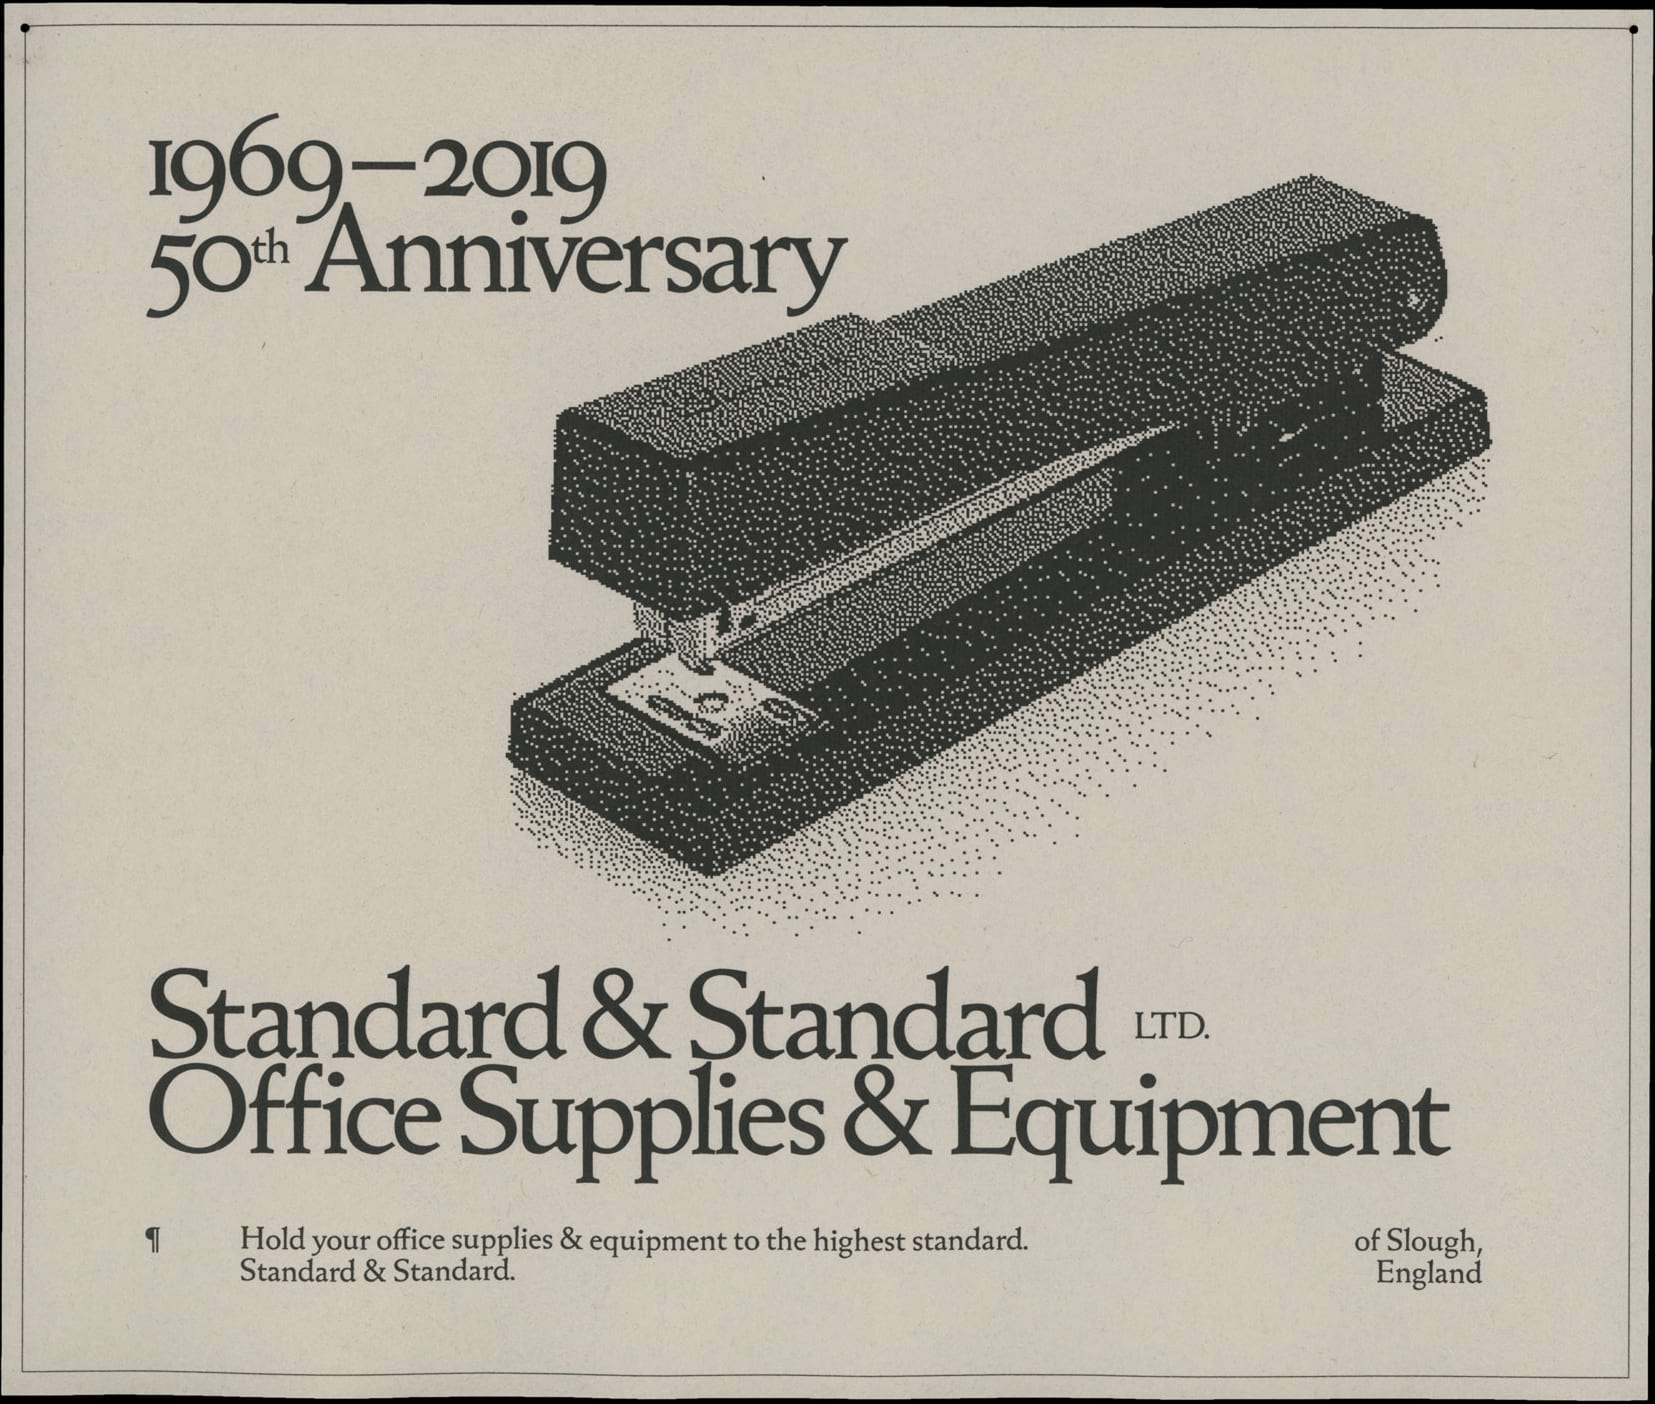 1969–2019
50th Anniversary
Standard & Standard LTD.
Office Supplies & Equipment
¶ Hold your office supplies & equipment to the highest standard.
Standard & Standard.
of Slough,
England